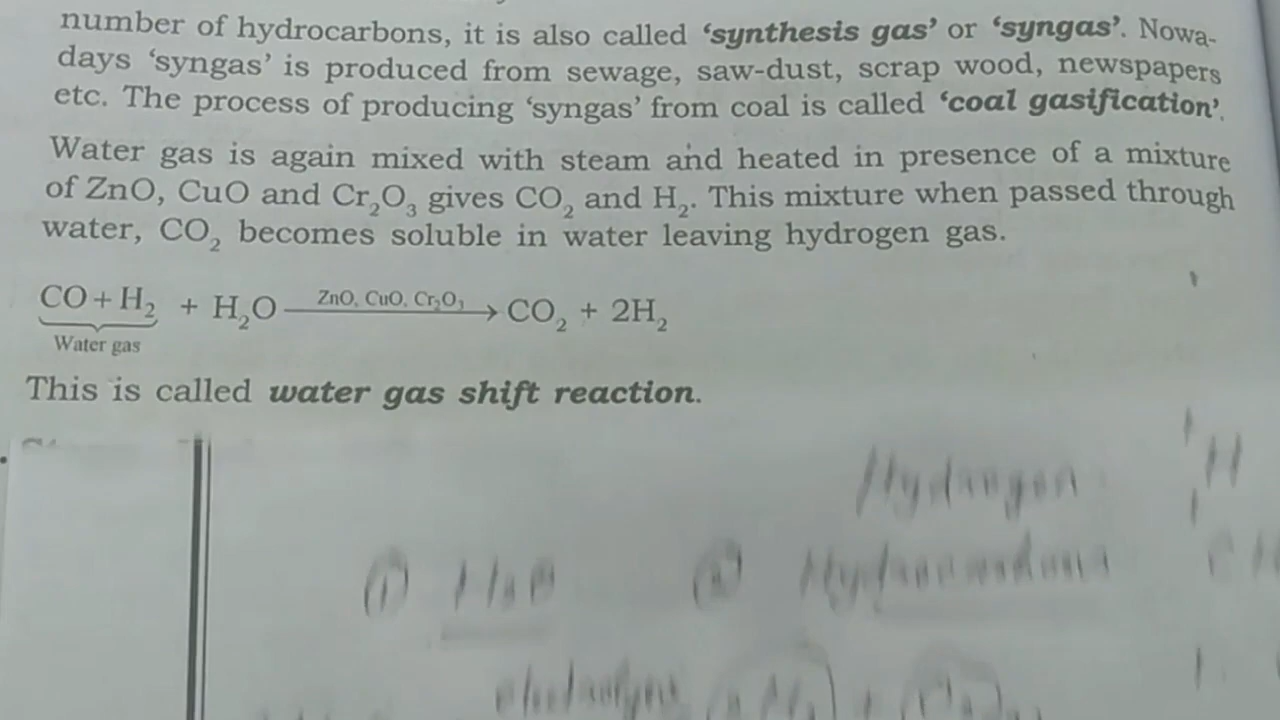 number of hydrocarbons, it is also called ‘synthesis gas’ or ‘syngas’. Nowa-
days ‘syngas’ is produced from sewage, saw-dust, scrap wood, newspapers
etc. The process of producing ‘syngas’ from coal is called ‘coal gasification’.
Water gas is again mixed with steam and heated in presence of a mixture
of ZnO, CuO and Cr₂O₃ gives CO₂ and H₂. This mixture when passed through
water, CO₂ becomes soluble in water leaving hydrogen gas.
CO + H₂ + H₂O ZnO, CuO, Cr₂O₃ → CO₂ + 2H₂
Water gas
This is called water gas shift reaction.
Hydrogen H